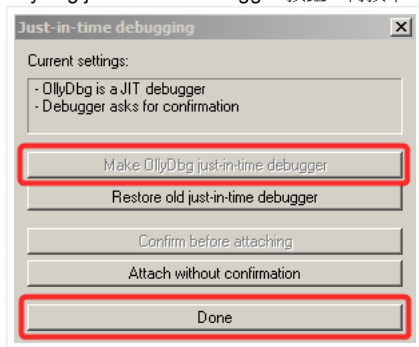 Just-in-time debugging
Current settings:
- OllyDbg is a JIT debugger
- Debugger asks for confirmation
Make OllyDbg just-in-time debugger
Restore old just-in-time debugger
Confirm before attaching
Attach without confirmation
Done